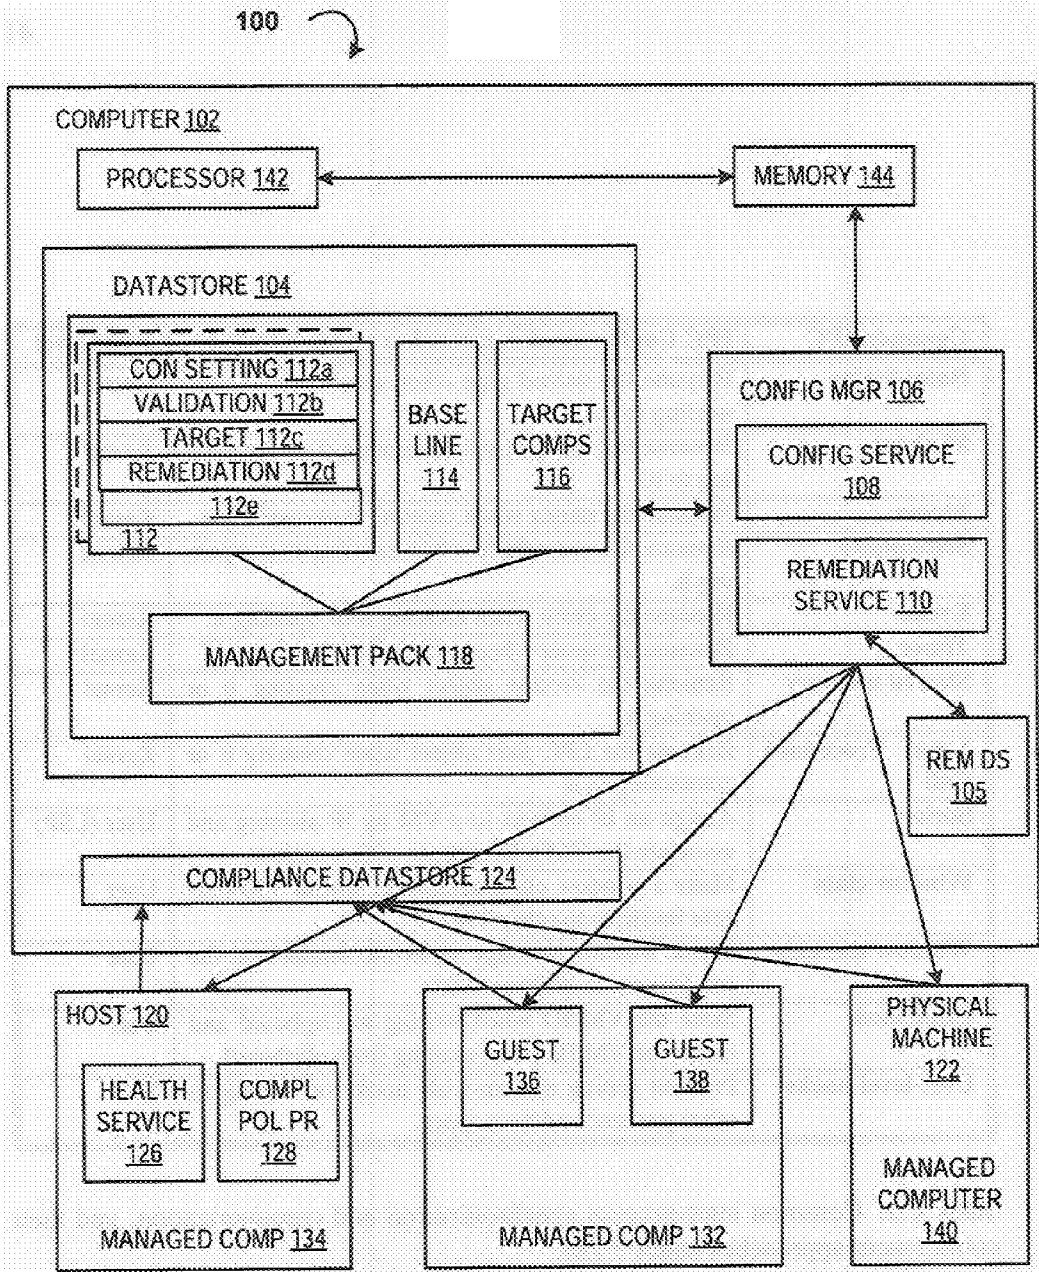 100
COMPUTER 102
PROCESSOR 142
MEMORY 144
DATASTORE 104
CON SETTING 112a
VALIDATION 112b
TARGET 112c
REMEDIATION 112d
112e
112
BASE
LINE
114
TARGET
COMPS
116
MANAGEMENT PACK 118
CONFIG MGR 106
CONFIG SERVICE
108
REMEDIATION
SERVICE 110
REM DS
105
COMPLIANCE DATASTORE 124
HOST 120
HEALTH
SERVICE
126
COMPL
POL PR
128
MANAGED COMP 134
GUEST
136
GUEST
138
MANAGED COMP 132
PHYSICAL
MACHINE
122
MANAGED
COMPUTER
140